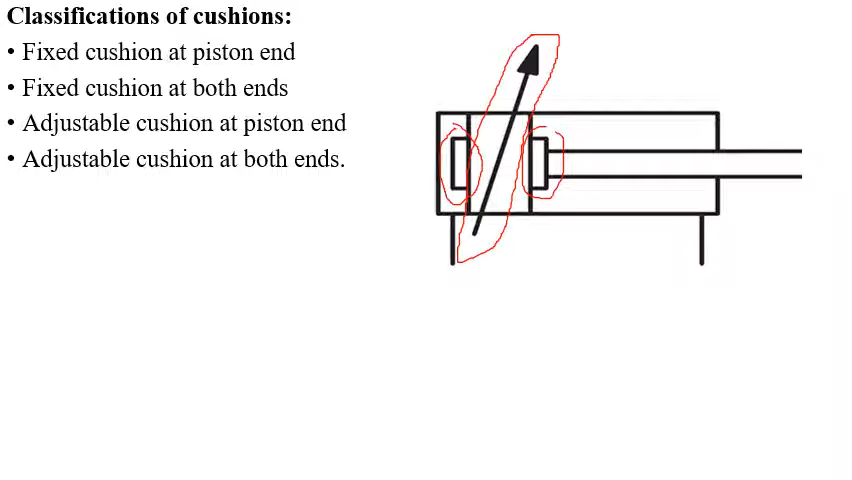 Classifications of cushions:
• Fixed cushion at piston end
• Fixed cushion at both ends
• Adjustable cushion at piston end
• Adjustable cushion at both ends.